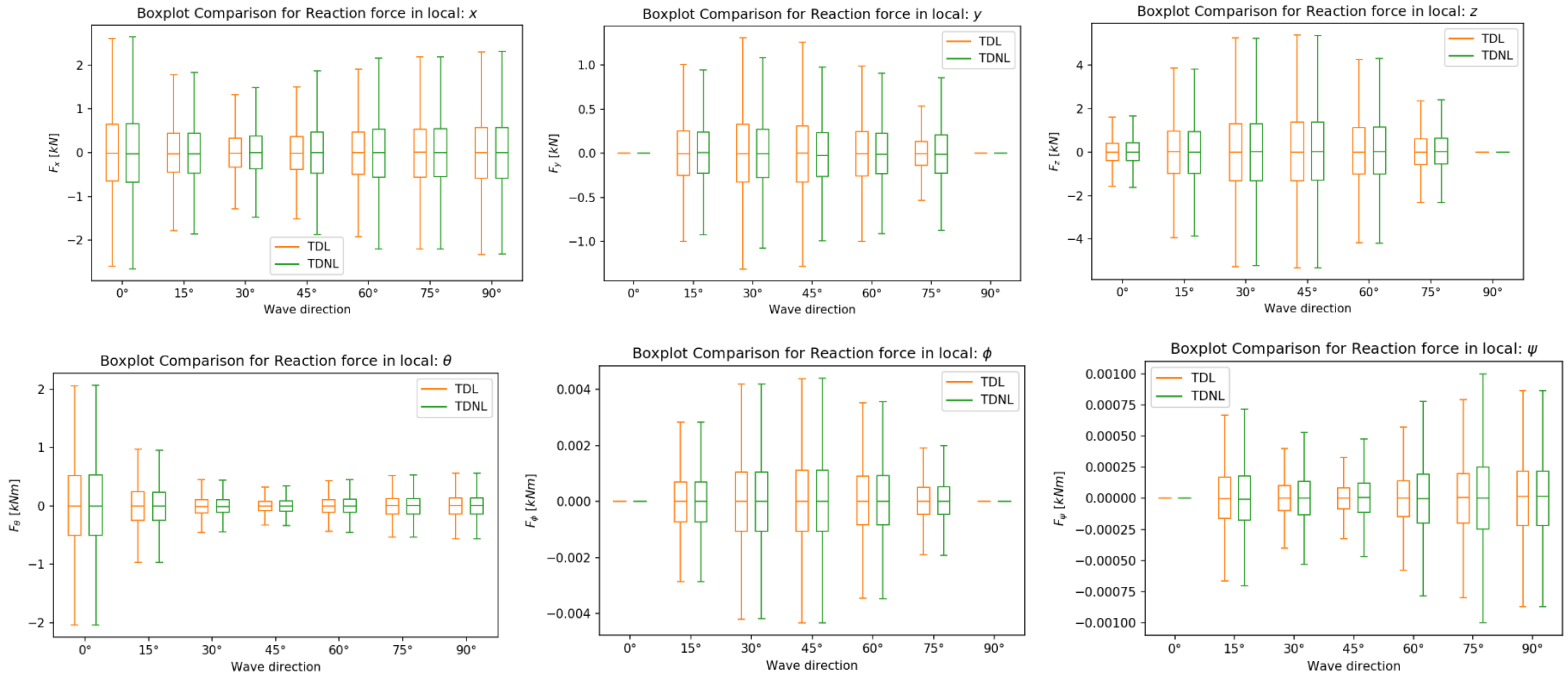 Boxplot Comparison for Reaction force in local: x
TDL
TDNL
F_x [kN]
2
1
0
−1
−2
0° 15° 30° 45° 60° 75° 90°
Wave direction
Boxplot Comparison for Reaction force in local: y
TDL
TDNL
F_y [kN]
1.0
0.5
0.0
−0.5
−1.0
0° 15° 30° 45° 60° 75° 90°
Wave direction
Boxplot Comparison for Reaction force in local: z
TDL
TDNL
F_z [kN]
4
2
0
−2
−4
0° 15° 30° 45° 60° 75° 90°
Wave direction
Boxplot Comparison for Reaction force in local: θ
TDL
TDNL
F_θ [kNm]
2
1
0
−1
−2
0° 15° 30° 45° 60° 75° 90°
Wave direction
Boxplot Comparison for Reaction force in local: ϕ
TDL
TDNL
F_ϕ [kNm]
0.004
0.002
0.000
−0.002
−0.004
0° 15° 30° 45° 60° 75° 90°
Wave direction
Boxplot Comparison for Reaction force in local: ψ
TDL
TDNL
F_ψ [kNm]
0.00100
0.00075
0.00050
0.00025
0.00000
−0.00025
−0.00050
−0.00075
−0.00100
0° 15° 30° 45° 60° 75° 90°
Wave direction